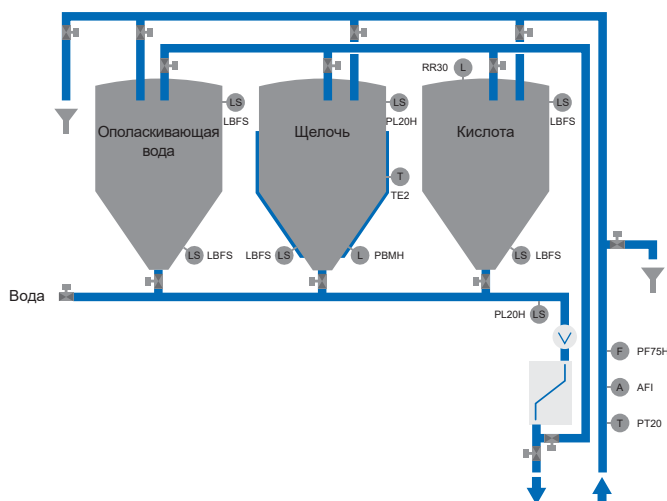 RR30
L
LS
LBFS
LS
PL20H
LS
LBFS
Ополаскивающая
вода
Щелочь
Кислота
T
TE2
LS
LBFS
LBFS
LS
L
PBMH
LS
LBFS
Вода
PL20H
LS
F
PF75H
A
AFI
T
PT20